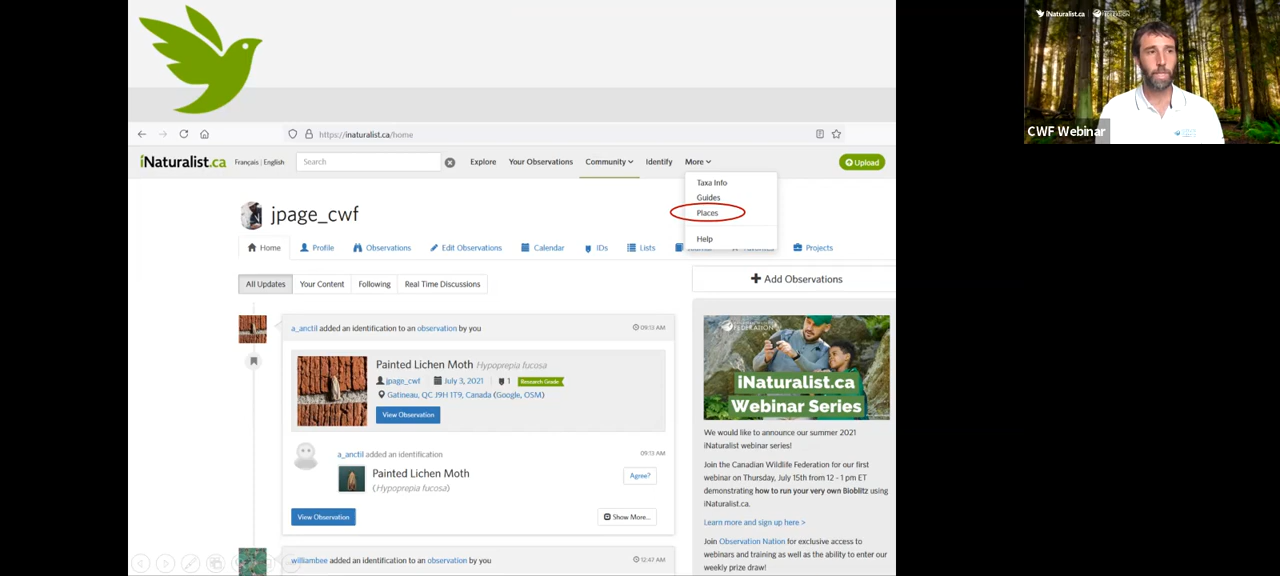 iNaturalist.ca
CWF Webinar
https://inaturalist.ca/home
iNaturalist.ca Français | English Search Explore Your Observations Community Identify More Upload
Taxa Info
Guides
Places
Help
jpage_cwf
Home Profile Observations Edit Observations Calendar IDs Lists Projects
All Updates Your Content Following Real Time Discussions
a_anctil added an identification to an observation by you 09:13 AM
Painted Lichen Moth Hypoprepia fucosa
jpage_cwf July 3, 2021 1 Research Grade
Gatineau, QC J9H 1T9, Canada (Google, OSM)
View Observation
a_anctil added an identification 09:13 AM
Painted Lichen Moth
(Hypoprepia fucosa)
Agree?
View Observation
Show More...
williambee added an identification to an observation by you 12:47 AM
Add Observations
FEDERATION
iNaturalist.ca
Webinar Series
We would like to announce our summer 2021
iNaturalist webinar series!
Join the Canadian Wildlife Federation for our first
webinar on Thursday, July 15th from 12 - 1 pm ET
demonstrating how to run your very own Bioblitz using
iNaturalist.ca.
Learn more and sign up here >
Join Observation Nation for exclusive access to
webinars and training as well as the ability to enter our
weekly prize draw!